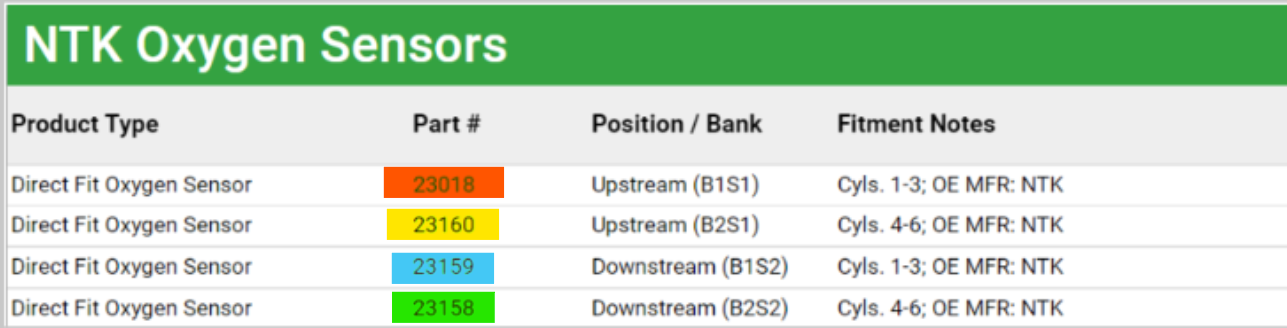 NTK Oxygen Sensors
Product Type Part # Position / Bank Fitment Notes
Direct Fit Oxygen Sensor 23018 Upstream (B1S1) Cyls. 1-3; OE MFR: NTK
Direct Fit Oxygen Sensor 23160 Upstream (B2S1) Cyls. 4-6; OE MFR: NTK
Direct Fit Oxygen Sensor 23159 Downstream (B1S2) Cyls. 1-3; OE MFR: NTK
Direct Fit Oxygen Sensor 23158 Downstream (B2S2) Cyls. 4-6; OE MFR: NTK